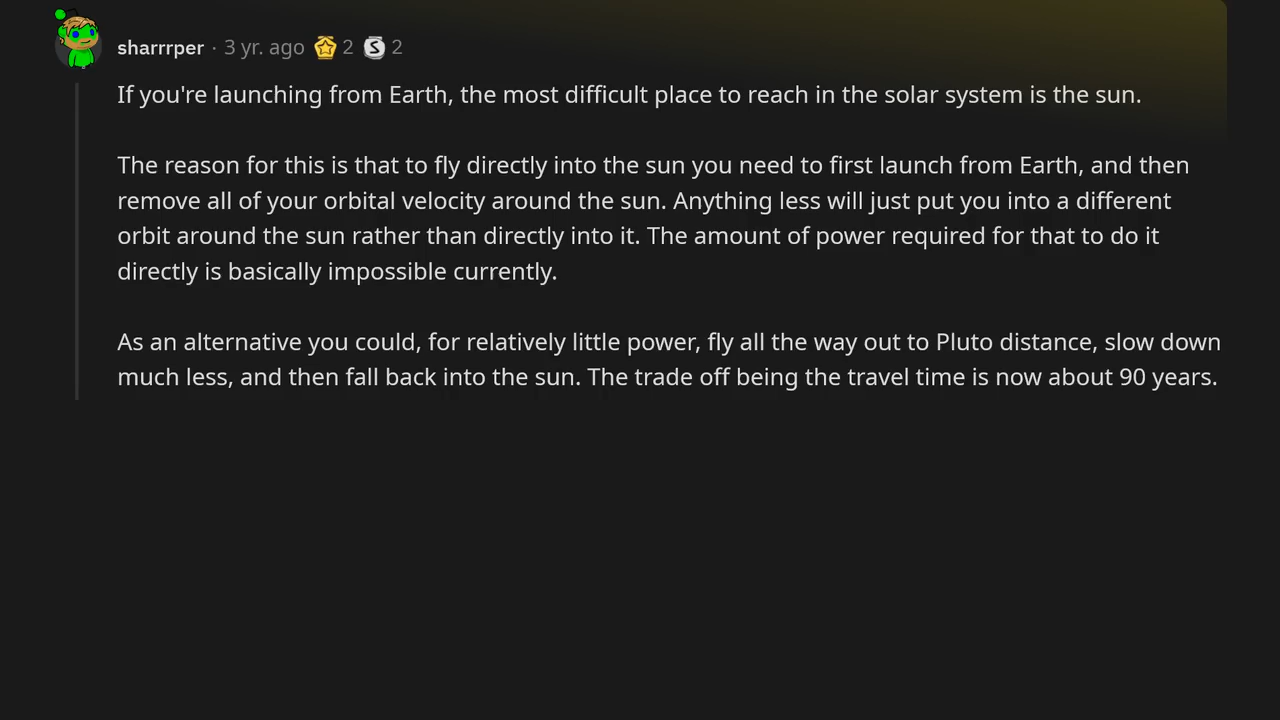 sharrrper · 3 yr. ago 2 S 2
If you're launching from Earth, the most difficult place to reach in the solar system is the sun.
The reason for this is that to fly directly into the sun you need to first launch from Earth, and then
remove all of your orbital velocity around the sun. Anything less will just put you into a different
orbit around the sun rather than directly into it. The amount of power required for that to do it
directly is basically impossible currently.
As an alternative you could, for relatively little power, fly all the way out to Pluto distance, slow down
much less, and then fall back into the sun. The trade off being the travel time is now about 90 years.